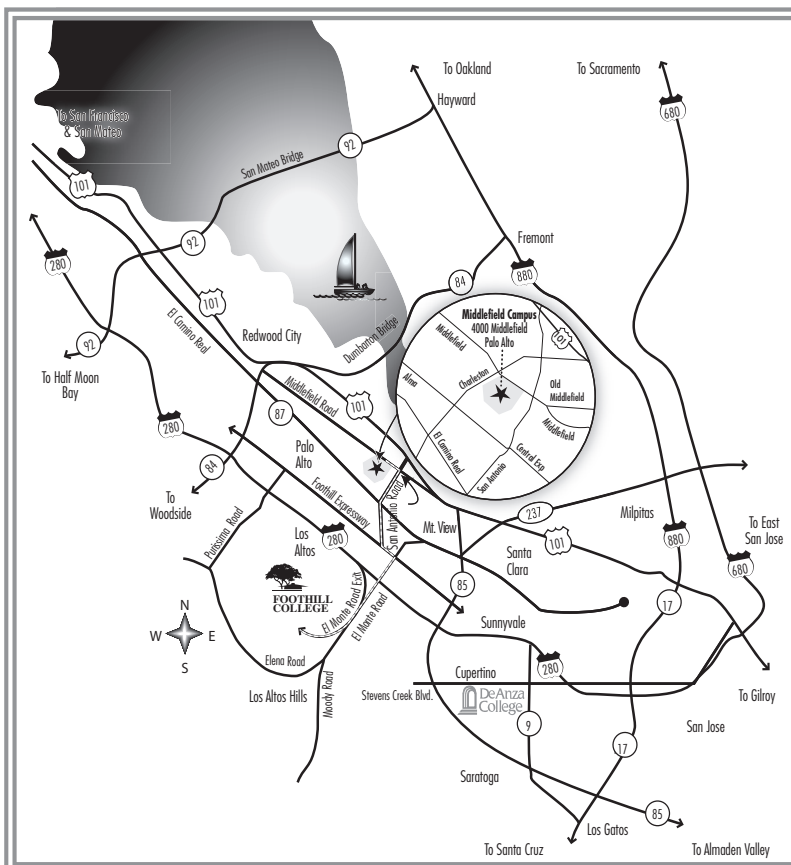 To Oakland
To Sacramento
To San Francisco
& San Mateo
Hayward
680
92
San Mateo Bridge
101
Fremont
92
280
880
84
101
Redwood City
El Camino Real
Dumbarton Bridge
Middlefield Campus
4000 Middlefield
Palo Alto
Middlefield
101
Charleston
Alma
Old
Middlefield
Middlefield
El Camino Real
Central Exp
San Antonio
92
To Half Moon
Bay
Middlefield Road
101
87
280
Palo
Alto
84
To
Woodside
Foothill Expressway
San Antonio Road
237
Milpitas
Mt. View
Purissima Road
Los
Altos
280
101
880
To East
San Jose
Santa
Clara
680
85
FOOTHILL
COLLEGE
El Monte Road Exit
El Monte Road
17
N
W E
S
Sunnyvale
Elena Road
280
Cupertino
Los Altos Hills
Moody Road
Stevens Creek Blvd.
DeAnza
College
To Gilroy
9
San Jose
17
Saratoga
85
Los Gatos
To Santa Cruz
To Almaden Valley